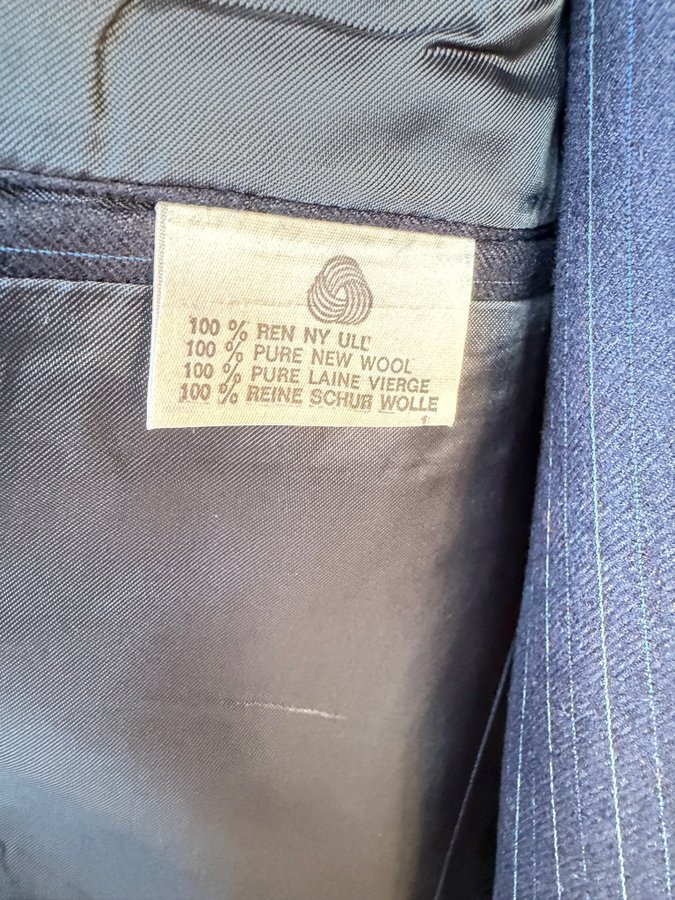 100 % REN NY ULL
100 % PURE NEW WOOL
100 % PURE LAINE VIERGE
100 % REINE SCHUR WOLLE